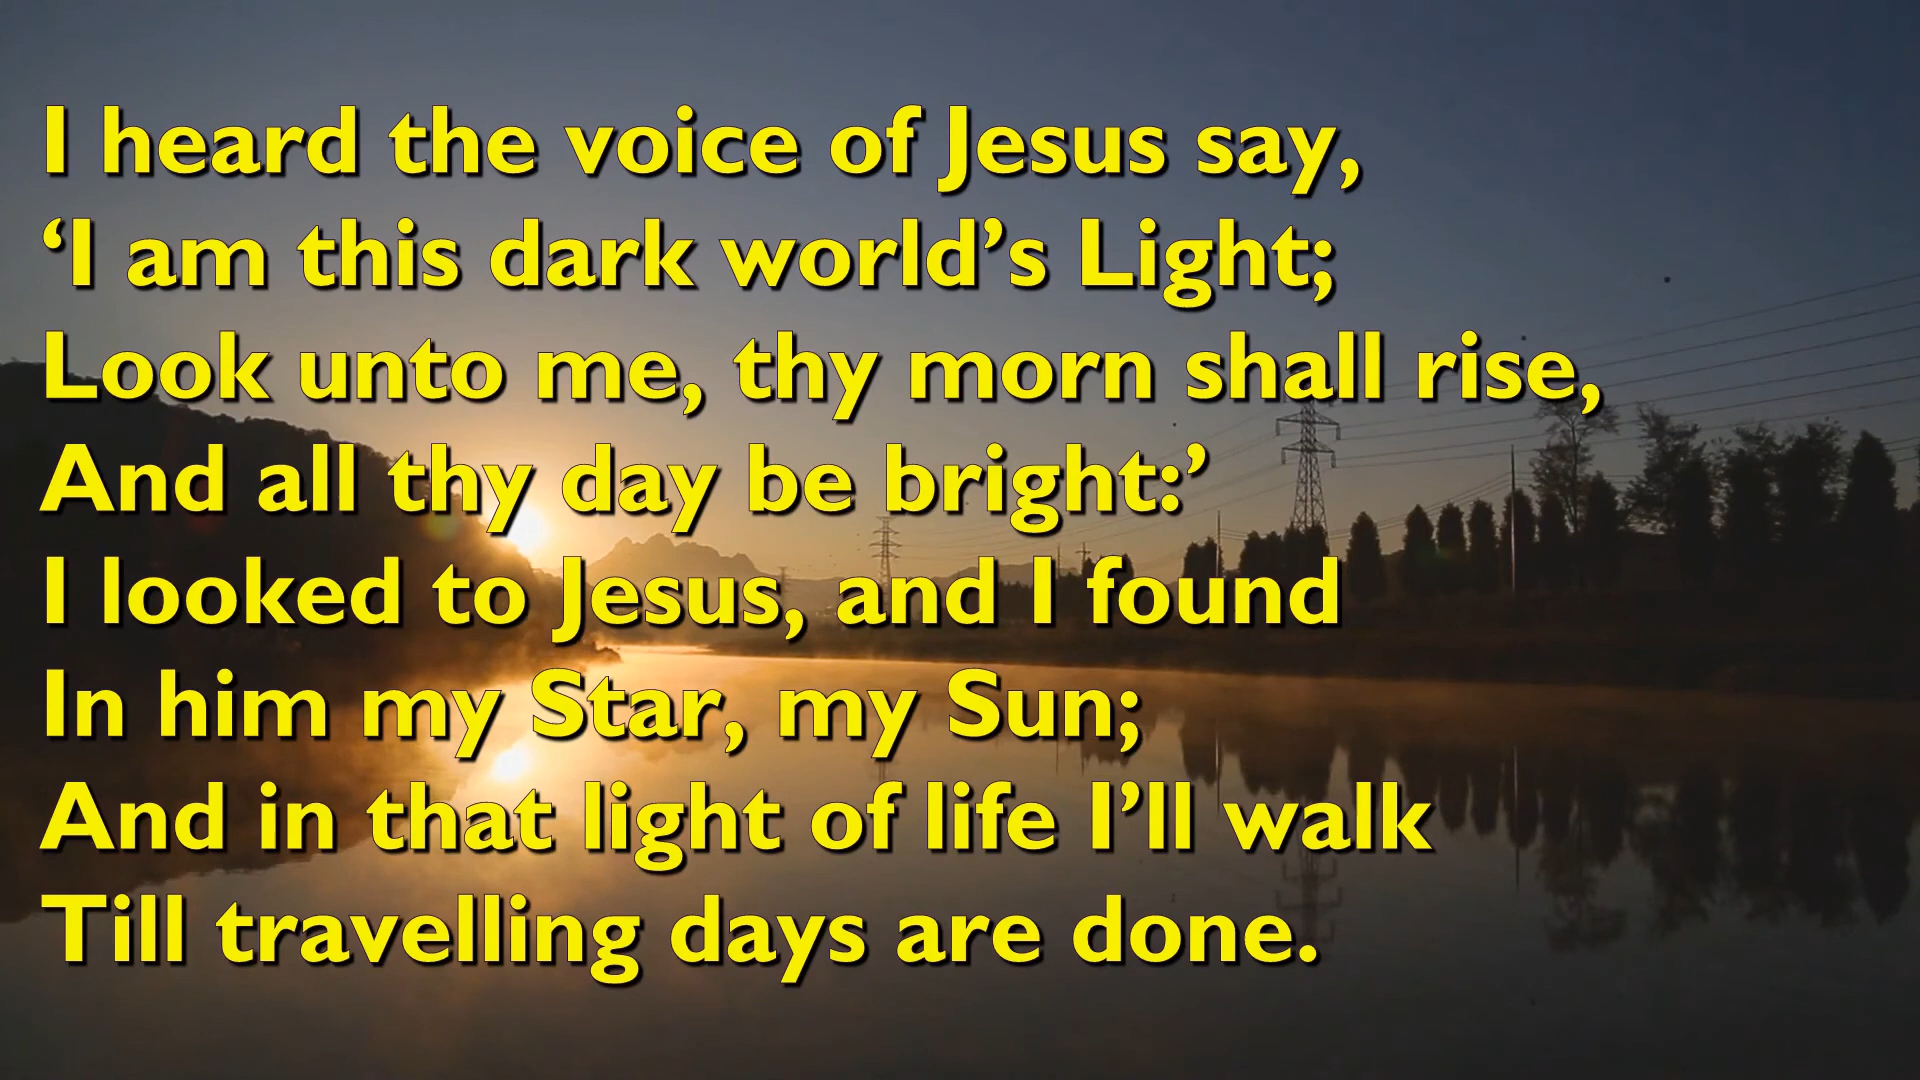 I heard the voice of Jesus say,
‘I am this dark world’s Light;
Look unto me, thy morn shall rise,
And all thy day be bright:’
I looked to Jesus, and I found
In him my Star, my Sun;
And in that light of life I’ll walk
Till travelling days are done.